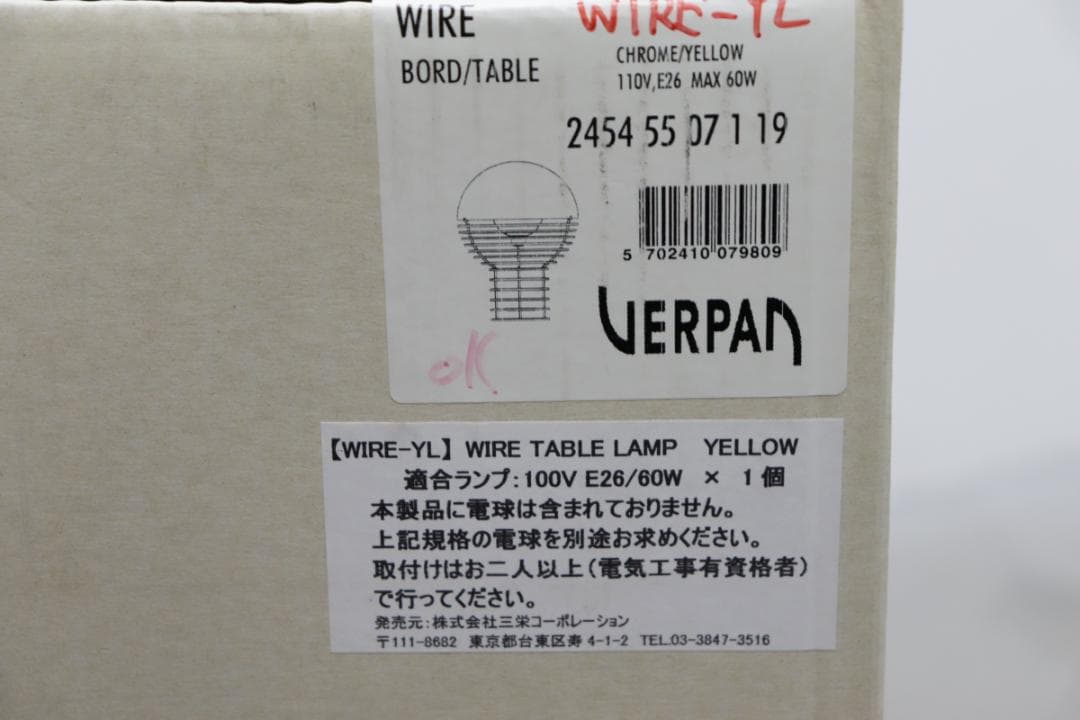 WIRE
WIRE-YL
BORD/TABLE
CHROME/YELLOW
110V,E26 MAX 60W
2454 55 07 1 19
5 702410 079809
VERPAN
OK
【WIRE-YL】 WIRE TABLE LAMP YELLOW
適合ランプ:100V E26/60W × 1個
本製品に電球は含まれておりません。
上記規格の電球を別途お求めください。
取付けはお二人以上(電気工事有資格者)
で行ってください。
発売元:株式会社三栄コーポレーション
〒111-8682 東京都台東区寿 4-1-2 TEL.03-3847-3516